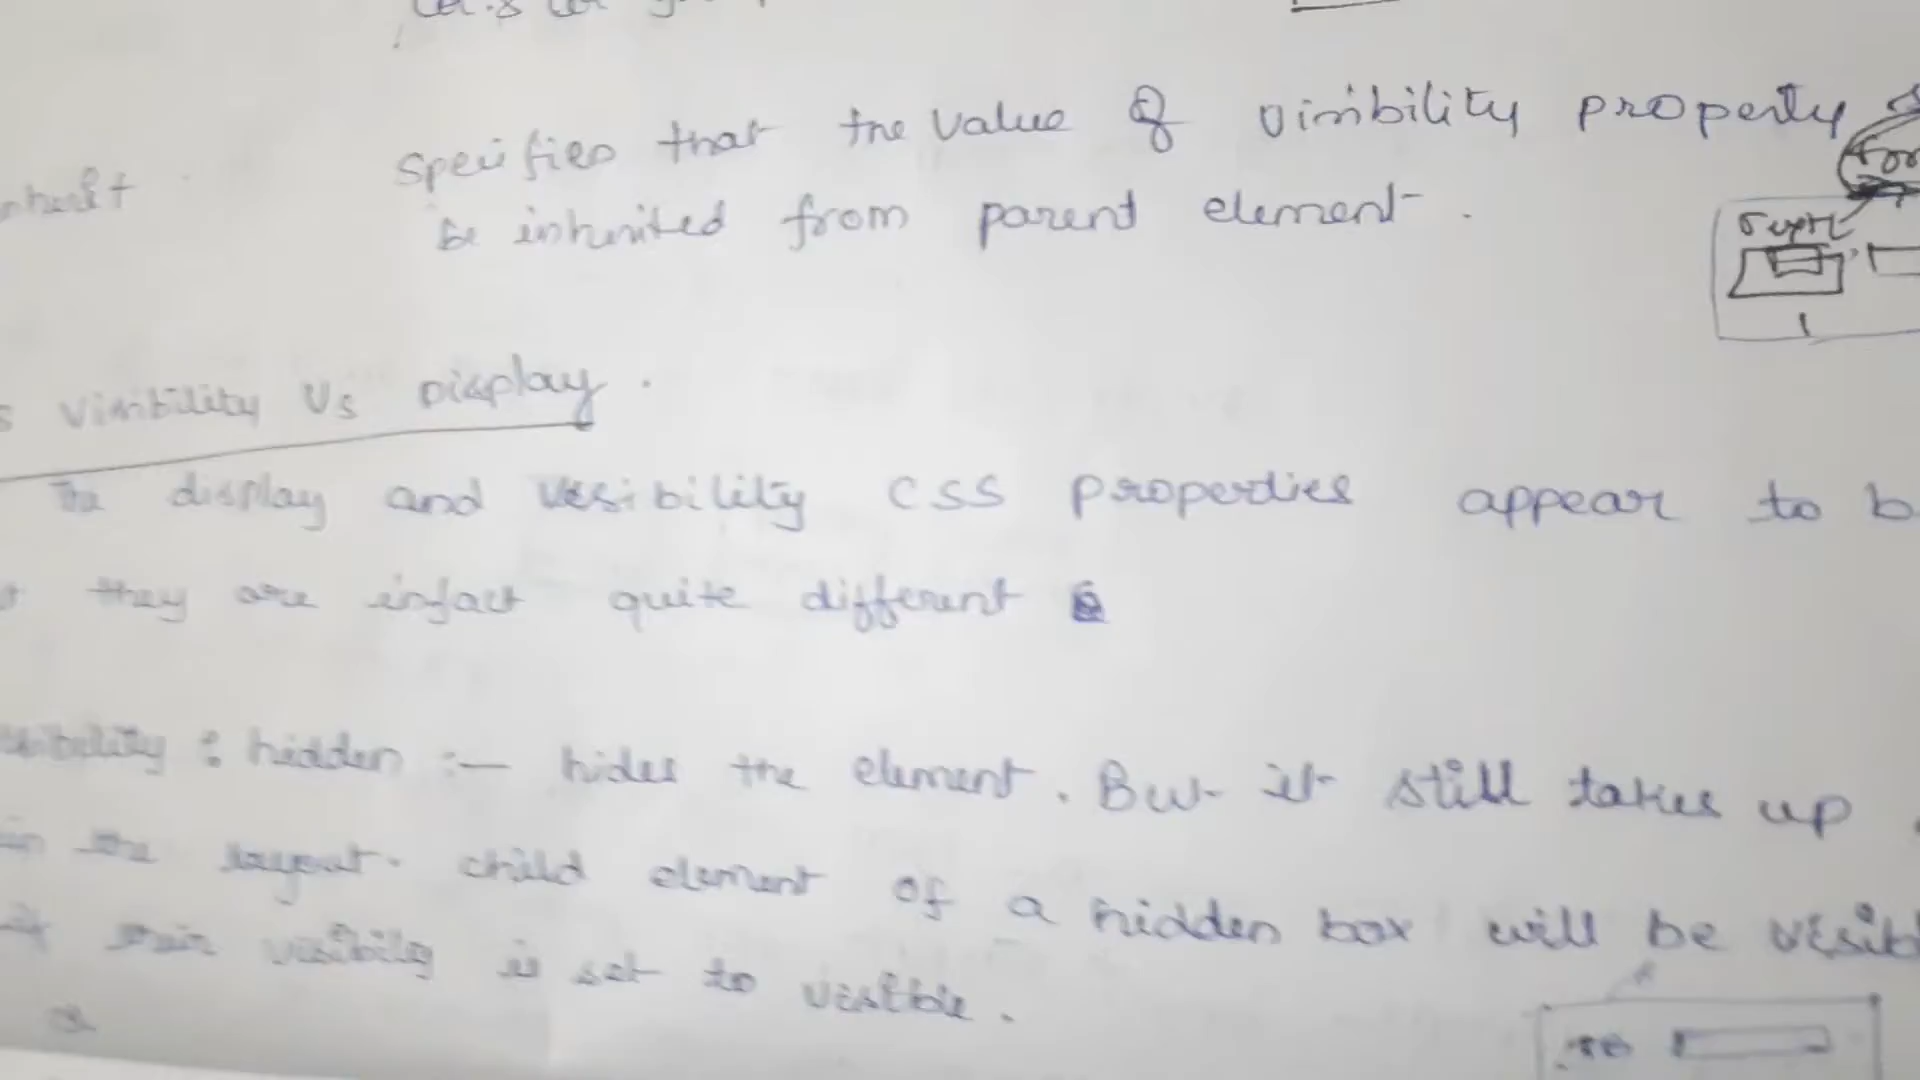 specifies that the value of visibility property
inherit
be inherited from parent element.
visibility Vs Display.
The display and visibility CSS properties appear to b
they are infact quite different
: hidden :— hides the element. But it still takes up
in the layout. child element of a hidden box will be visib
if their visibility is set to visible.